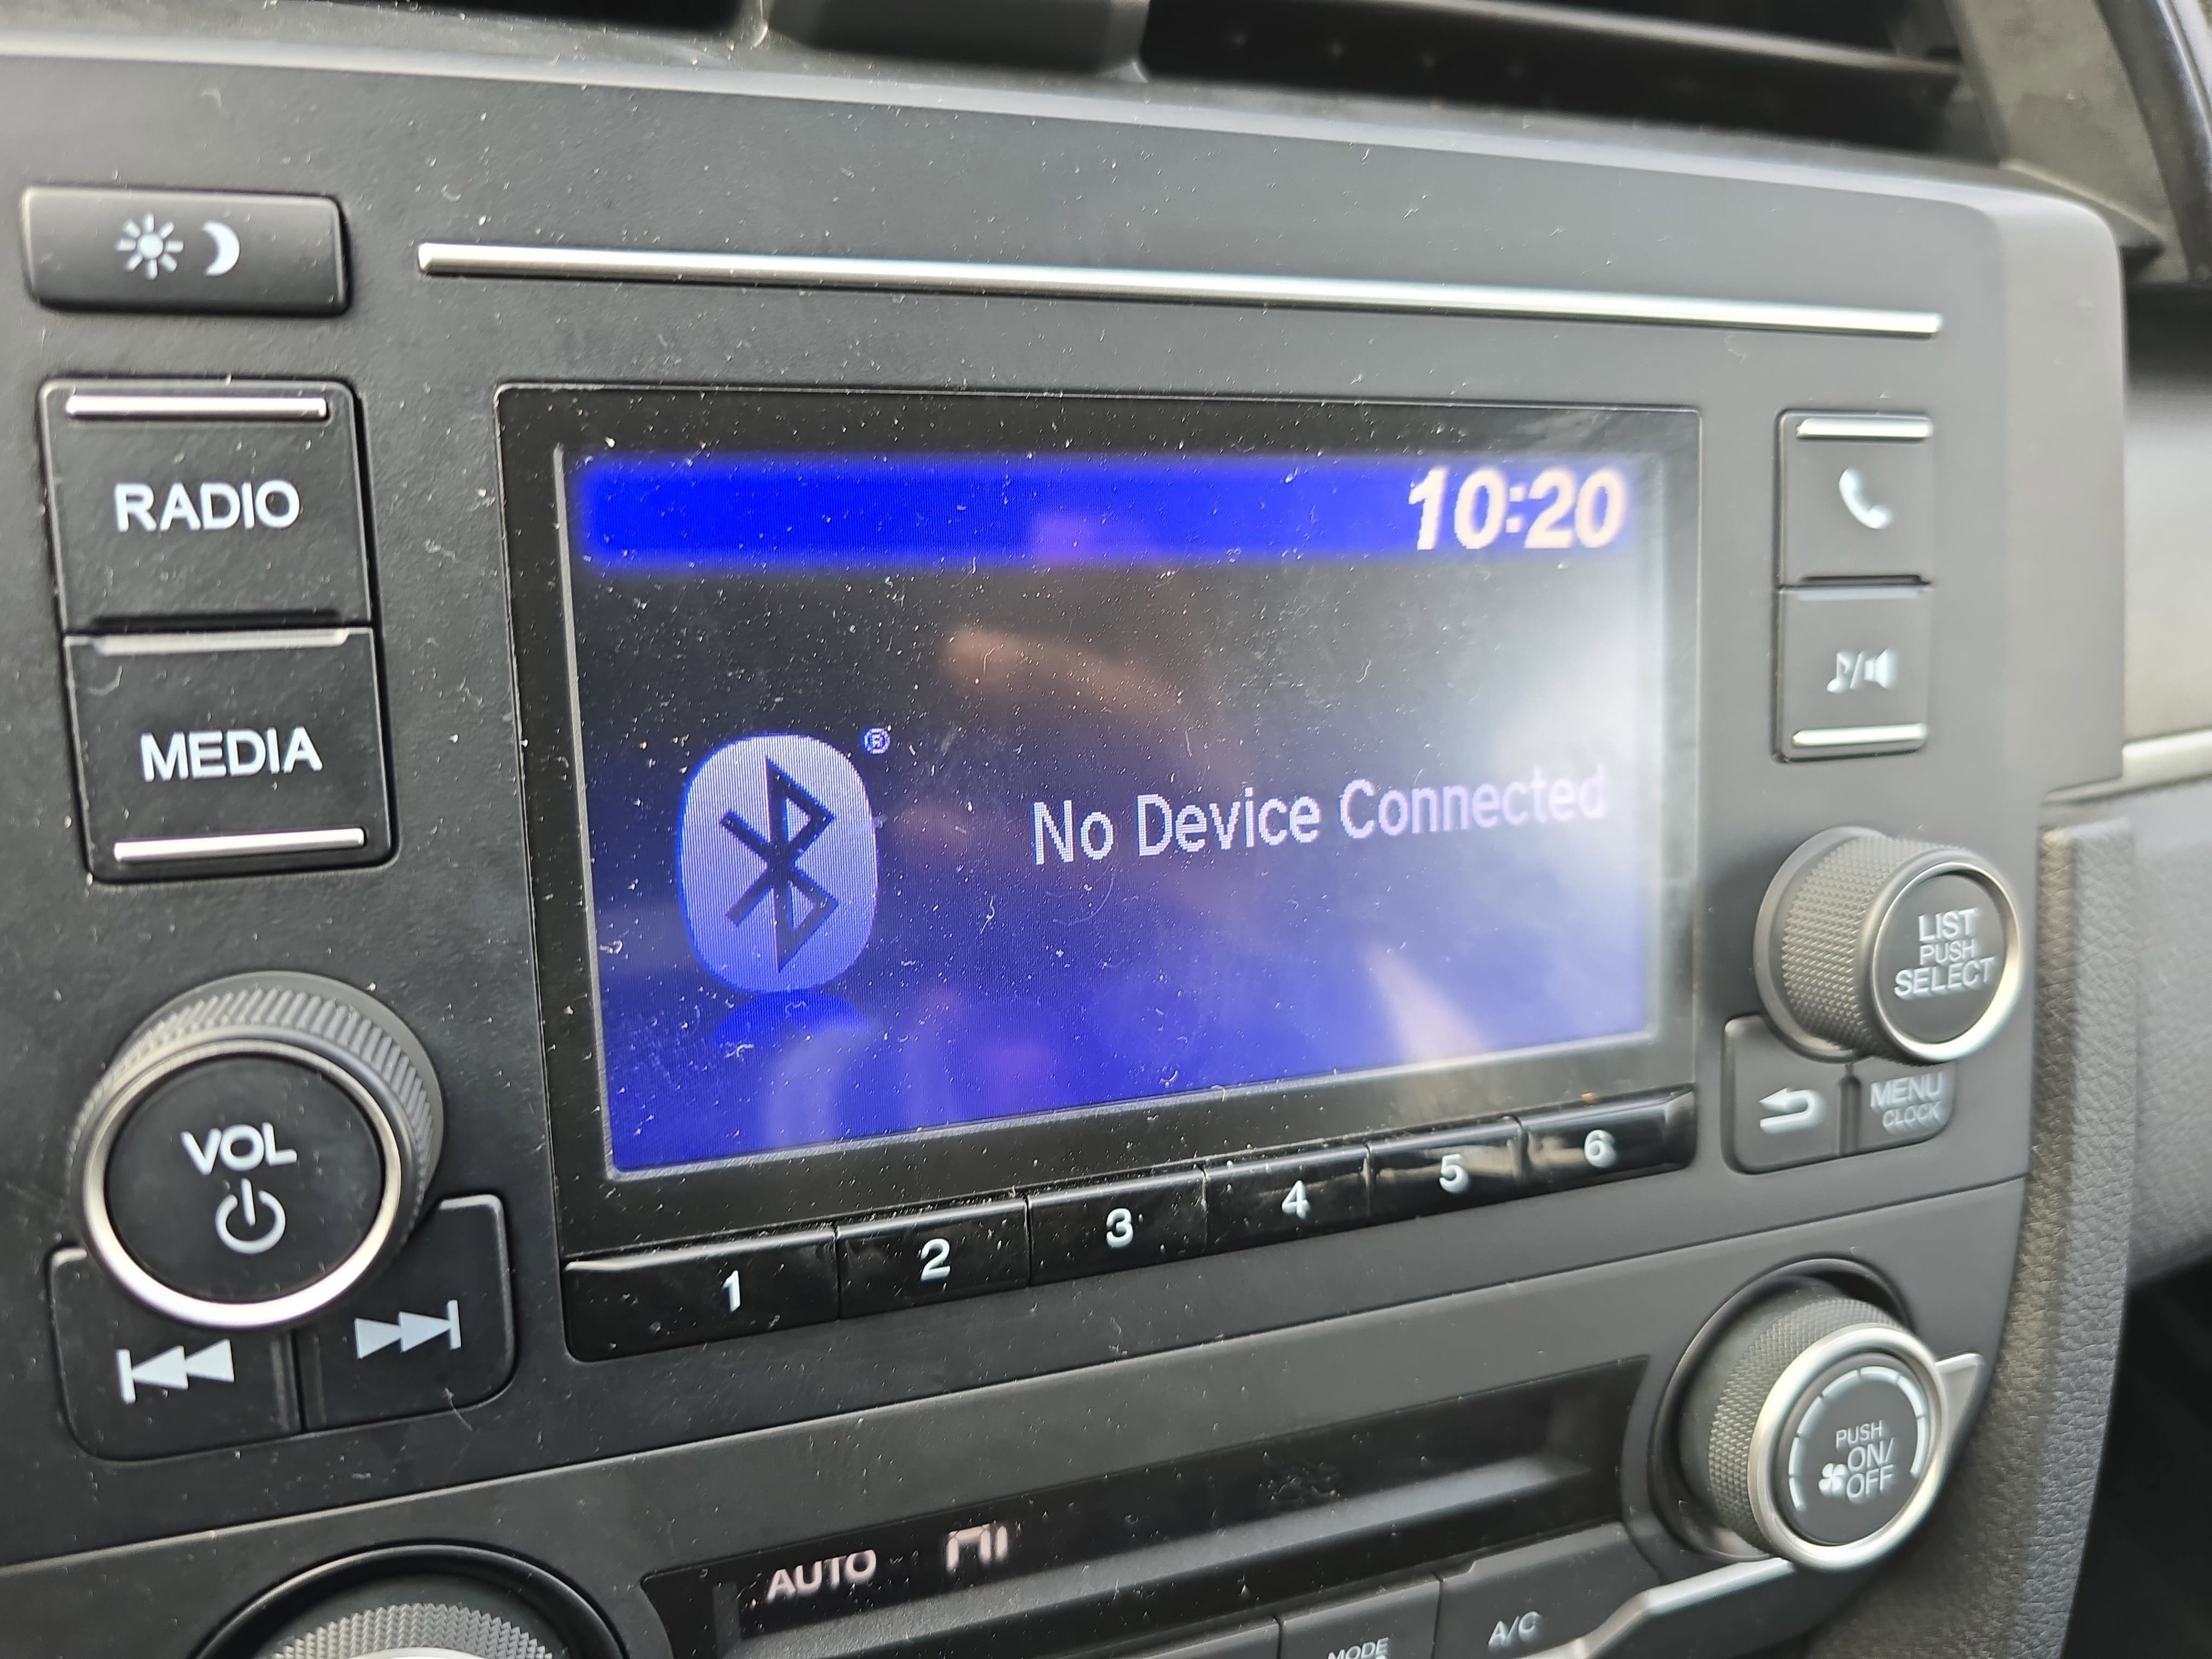 RADIO
MEDIA
VOL
10:20
®
No Device Connected
1 2 3 4 5 6
LIST
PUSH
SELECT
MENU
CLOCK
PUSH
ON/
OFF
AUTO
MODE
A/C